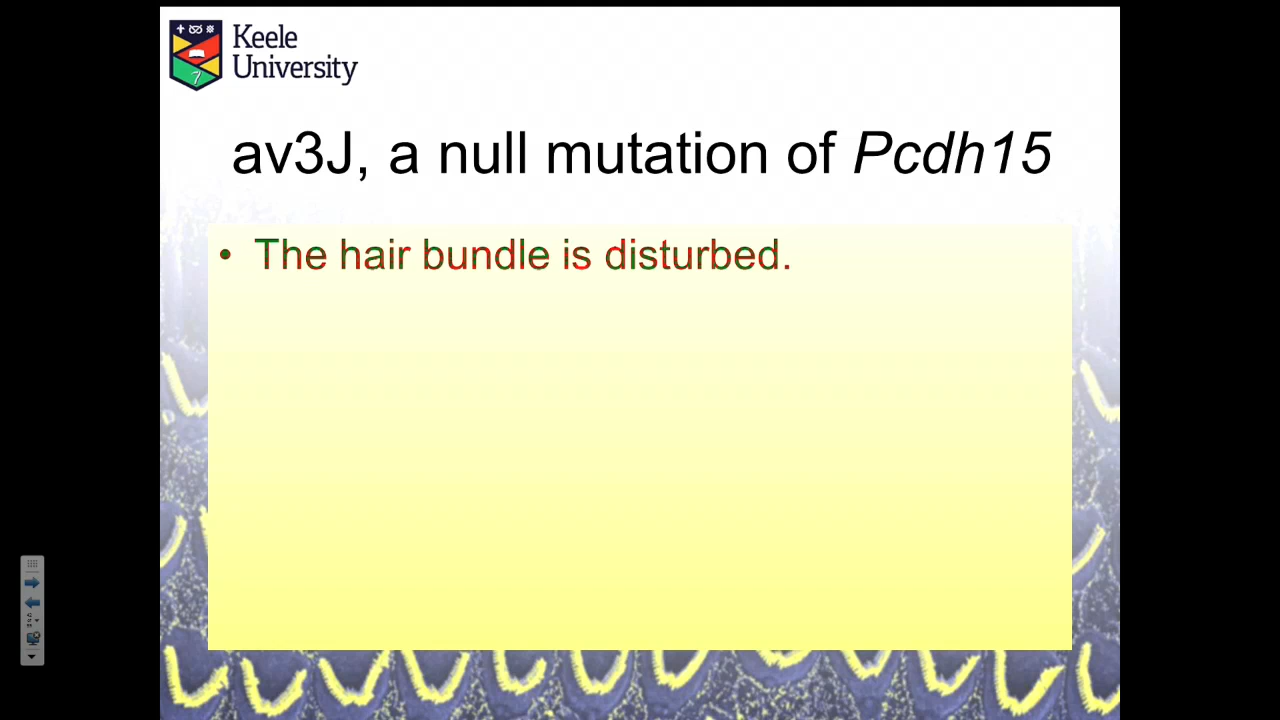 Keele
University
av3J, a null mutation of Pcdh15
• The hair bundle is disturbed.